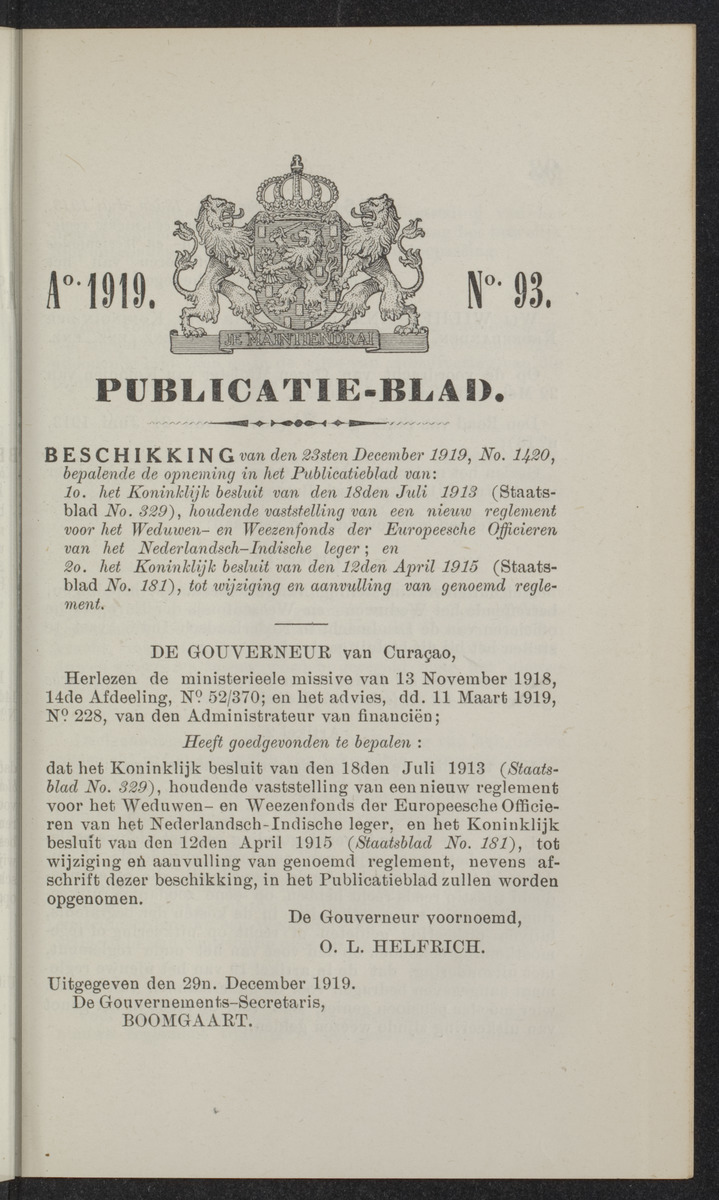 Aº. 1919.
Nº. 93.
JE MAINTIENDRAI
PUBLICATIE-BLAD.
BESCHIKKING van den 23sten December 1919, No. 1420,
bepalende de opneming in het Publicatieblad van:
1o. het Koninklijk besluit van den 18den Juli 1913 (Staats-
blad No. 329), houdende vaststelling van een nieuw reglement
voor het Weduwen- en Weezenfonds der Europeesche Officieren
van het Nederlandsch-Indische leger; en
2o. het Koninklijk besluit van den 12den April 1915 (Staats-
blad No. 181), tot wijziging en aanvulling van genoemd regle-
ment.
DE GOUVERNEUR van Curaçao,
Herlezen de ministerieele missive van 13 November 1918,
14de Afdeeling, Nº 52/370; en het advies, dd. 11 Maart 1919,
Nº 228, van den Administrateur van financiën;
Heeft goedgevonden te bepalen :
dat het Koninklijk besluit van den 18den Juli 1913 (Staats-
blad No. 329), houdende vaststelling van een nieuw reglement
voor het Weduwen- en Weezenfonds der Europeesche Officie-
ren van het Nederlandsch-Indische leger, en het Koninklijk
besluit van den 12den April 1915 (Staatsblad No. 181), tot
wijziging en aanvulling van genoemd reglement, nevens af-
schrift dezer beschikking, in het Publicatieblad zullen worden
opgenomen.
De Gouverneur voornoemd,
O. L. HELFRICH.
Uitgegeven den 29n. December 1919.
De Gouvernements-Secretaris,
BOOMGAART.